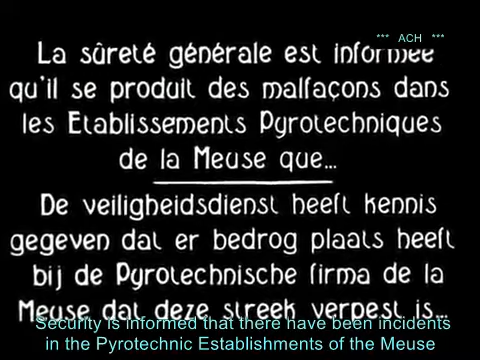 *** ACH ***
La sûreté générale est informée
qu'il se produit des malfaçons dans
les Etablissements Pyrotechniques
de la Meuse que...
De veiligheidsdienst heeft kennis
gegeven dat er bedrog plaats heeft
bij de Pyrotechnische firma de la
Meuse dat deze streek verpest is...
Security is informed that there have been incidents
in the Pyrotechnic Establishments of the Meuse